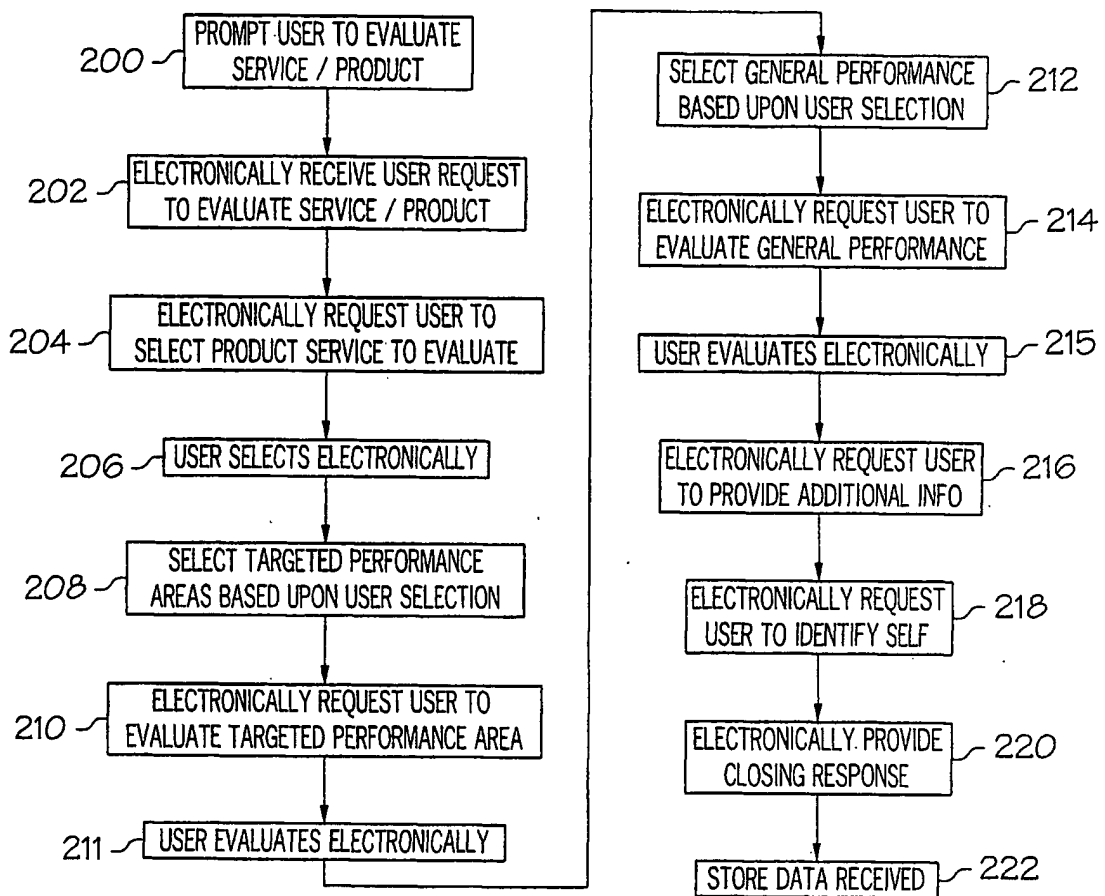 200
PROMPT USER TO EVALUATE
SERVICE / PRODUCT
202
ELECTRONICALLY RECEIVE USER REQUEST
TO EVALUATE SERVICE / PRODUCT
204
ELECTRONICALLY REQUEST USER TO
SELECT PRODUCT SERVICE TO EVALUATE
206
USER SELECTS ELECTRONICALLY
208
SELECT TARGETED PERFORMANCE
AREAS BASED UPON USER SELECTION
210
ELECTRONICALLY REQUEST USER TO
EVALUATE TARGETED PERFORMANCE AREA
211
USER EVALUATES ELECTRONICALLY
SELECT GENERAL PERFORMANCE
BASED UPON USER SELECTION
212
ELECTRONICALLY REQUEST USER TO
EVALUATE GENERAL PERFORMANCE
214
USER EVALUATES ELECTRONICALLY
215
ELECTRONICALLY REQUEST USER
TO PROVIDE ADDITIONAL INFO
216
ELECTRONICALLY REQUEST
USER TO IDENTIFY SELF
218
ELECTRONICALLY PROVIDE
CLOSING RESPONSE
220
STORE DATA RECEIVED
222